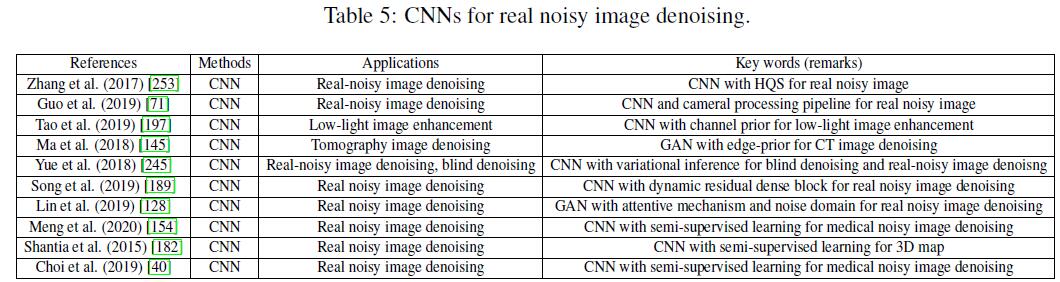 Table 5: CNNs for real noisy image denoising.
References Methods Applications Key words (remarks)
Zhang et al. (2017) [253] CNN Real-noisy image denoising CNN with HQS for real noisy image
Guo et al. (2019) [71] CNN Real-noisy image denoising CNN and cameral processing pipeline for real noisy image
Tao et al. (2019) [197] CNN Low-light image enhancement CNN with channel prior for low-light image enhancement
Ma et al. (2018) [145] CNN Tomography image denoising GAN with edge-prior for CT image denoising
Yue et al. (2018) [245] CNN Real-noisy image denoising, blind denoising CNN with variational inference for blind denoising and real-noisy image denoisng
Song et al. (2019) [189] CNN Real noisy image denoising CNN with dynamic residual dense block for real noisy image denoising
Lin et al. (2019) [128] CNN Real noisy image denoising GAN with attentive mechanism and noise domain for real noisy image denoising
Meng et al. (2020) [154] CNN Real noisy image denoising CNN with semi-supervised learning for medical noisy image denoising
Shantia et al. (2015) [182] CNN Real noisy image denoising CNN with semi-supervised learning for 3D map
Choi et al. (2019) [40] CNN Real noisy image denoising CNN with semi-supervised learning for medical noisy image denoising